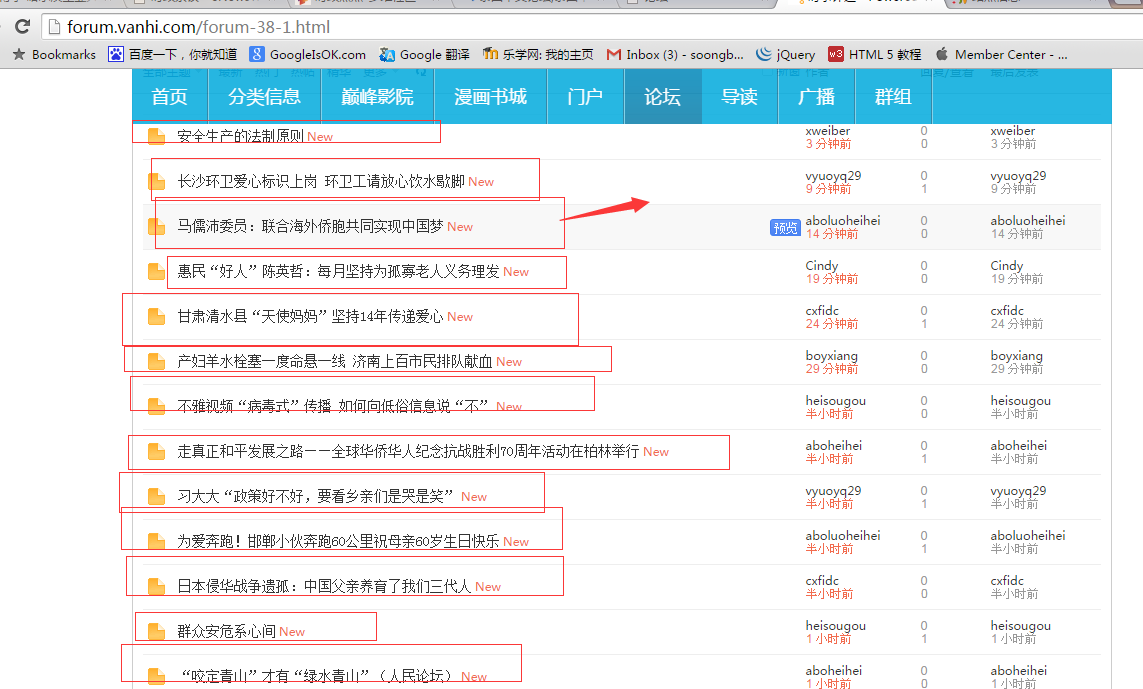 forum.vanhi.com/forum-38-1.html
Bookmarks 百度一下，你就知道 GoogleIsOK.com Google 翻译 乐学网: 我的主页 Inbox (3) - soongb... jQuery w3 HTML 5 教程 Member Center - ...
首页 分类信息 巅峰影院 漫画书城 门户 论坛 导读 广播 群组
安全生产的法制原则 New xweiber 0 xweiber
3 分钟前 0 3 分钟前
长沙环卫爱心标识上岗 环卫工请放心饮水歇脚 New vyuoyq29 0 vyuoyq29
9 分钟前 1 9 分钟前
马儒沛委员：联合海外侨胞共同实现中国梦 New 预览 aboluoheihei 0 aboluoheihei
14 分钟前 0 14 分钟前
惠民“好人”陈英哲：每月坚持为孤寡老人义务理发 New Cindy 0 Cindy
19 分钟前 0 19 分钟前
甘肃清水县“天使妈妈”坚持14年传递爱心 New cxfidc 0 cxfidc
24 分钟前 1 24 分钟前
产妇羊水栓塞一度命悬一线 济南上百市民排队献血 New boyxiang 0 boyxiang
29 分钟前 0 29 分钟前
不雅视频“病毒式”传播 如何向低俗信息说“不” New heisougou 0 heisougou
半小时前 0 半小时前
走真正和平发展之路——全球华侨华人纪念抗战胜利70周年活动在柏林举行 New aboheihei 0 aboheihei
半小时前 1 半小时前
习大大“政策好不好，要看乡亲们是哭是笑” New vyuoyq29 0 vyuoyq29
半小时前 1 半小时前
为爱奔跑！邯郸小伙奔跑60公里祝母亲60岁生日快乐 New aboluoheihei 0 aboluoheihei
半小时前 1 半小时前
日本侵华战争遗孤：中国父亲养育了我们三代人 New cxfidc 0 cxfidc
半小时前 0 半小时前
群众安危系心间 New heisougou 0 heisougou
1 小时前 1 1 小时前
“咬定青山”才有“绿水青山”（人民论坛） New aboheihei 0 aboheihei
1 小时前 0 1 小时前